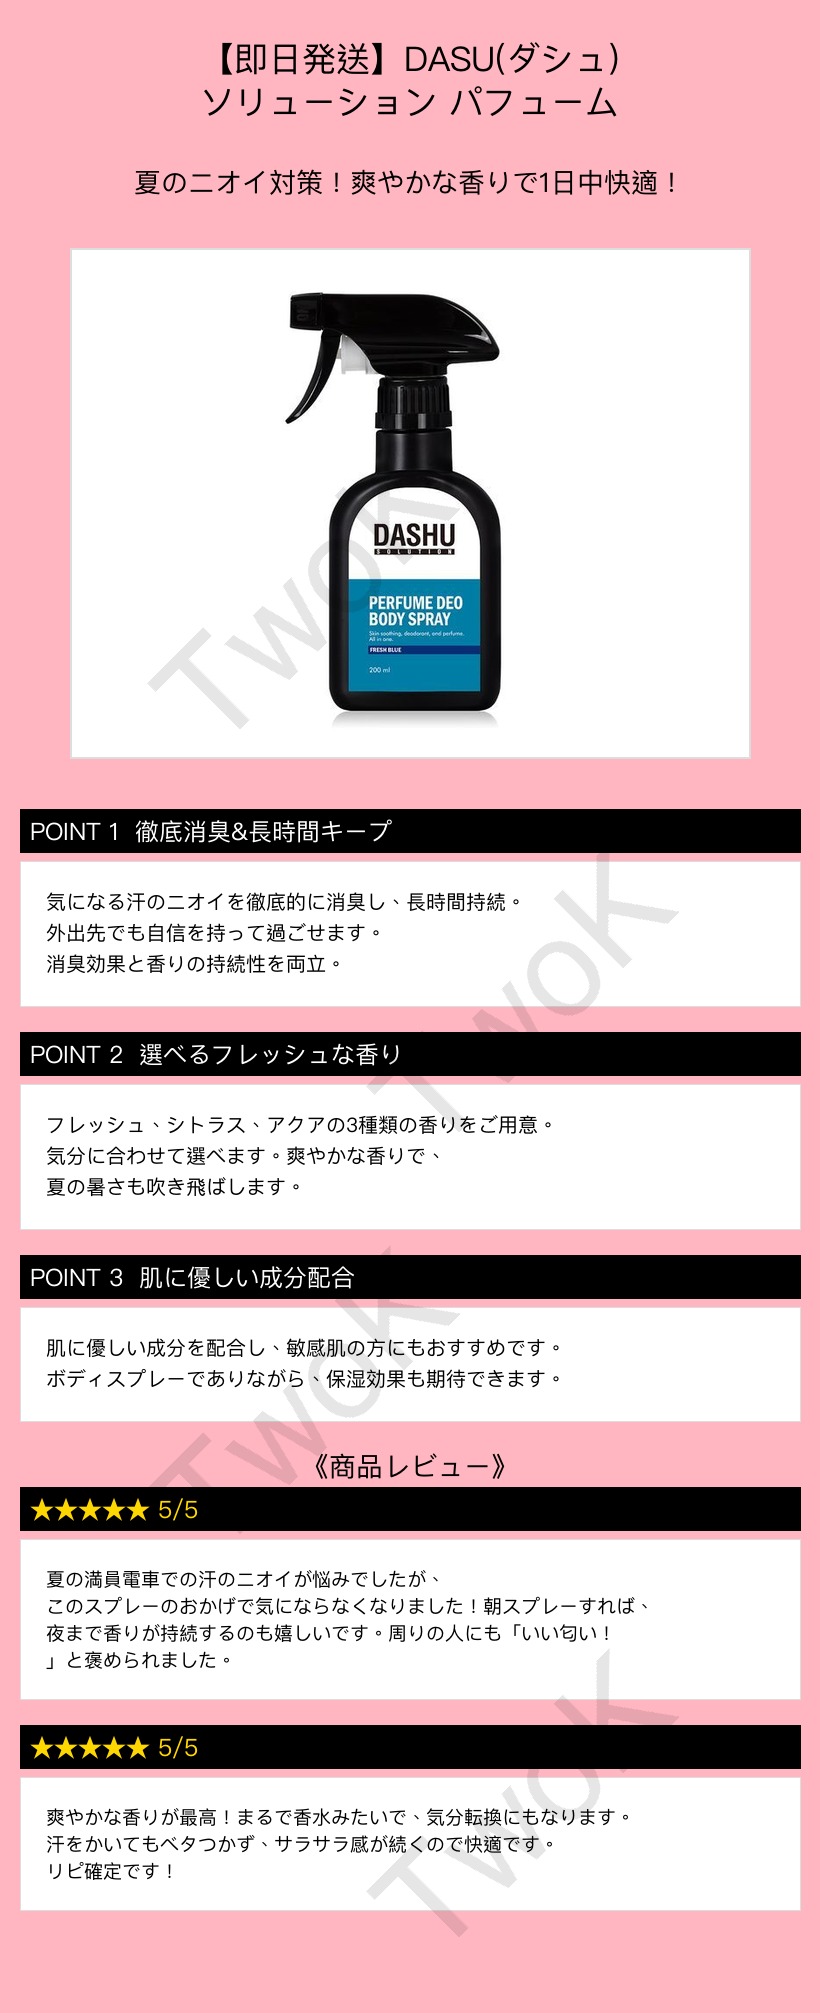 【即日発送】DASU(ダシュ)
ソリューション パフューム
夏のニオイ対策！爽やかな香りで1日中快適！
DASHU
SOLUTION
PERFUME DEO
BODY SPRAY
Skin soothing, deodorant, and perfume.
All in one.
FRESH BLUE
200 ml
TwoK
POINT 1 徹底消臭&長時間キープ
気になる汗のニオイを徹底的に消臭し、長時間持続。
外出先でも自信を持って過ごせます。
消臭効果と香りの持続性を両立。
TwoK
POINT 2 選べるフレッシュな香り
フレッシュ、シトラス、アクアの3種類の香りをご用意。
気分に合わせて選べます。爽やかな香りで、
夏の暑さも吹き飛ばします。
POINT 3 肌に優しい成分配合
肌に優しい成分を配合し、敏感肌の方にもおすすめです。
ボディスプレーでありながら、保湿効果も期待できます。
TwoK
《商品レビュー》
★★★★★ 5/5
夏の満員電車での汗のニオイが悩みでしたが、
このスプレーのおかげで気にならなくなりました！朝スプレーすれば、
夜まで香りが持続するのも嬉しいです。周りの人にも「いい匂い！
」と褒められました。
★★★★★ 5/5
爽やかな香りが最高！まるで香水みたいで、気分転換にもなります。
汗をかいてもベタつかず、サラサラ感が続くので快適です。
リピ確定です！
TwoK